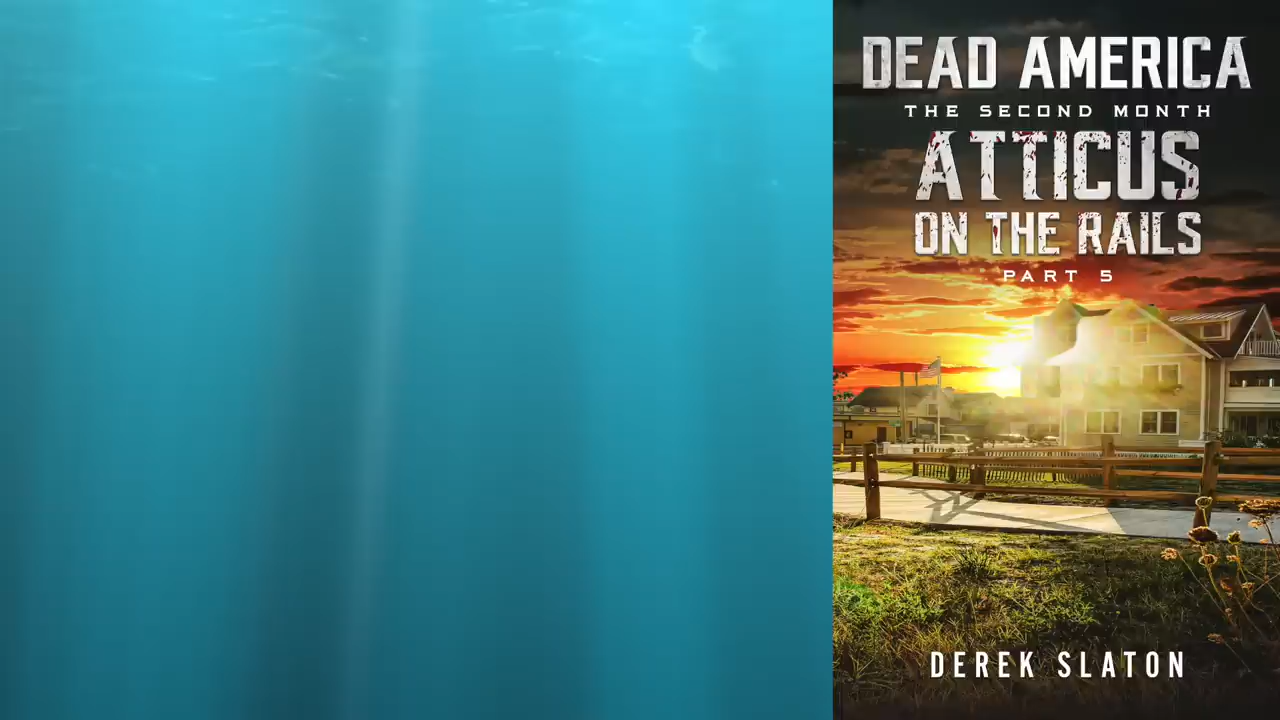 DEAD AMERICA
THE SECOND MONTH
ATTICUS
ON THE RAILS
PART 5
DEREK SLATON